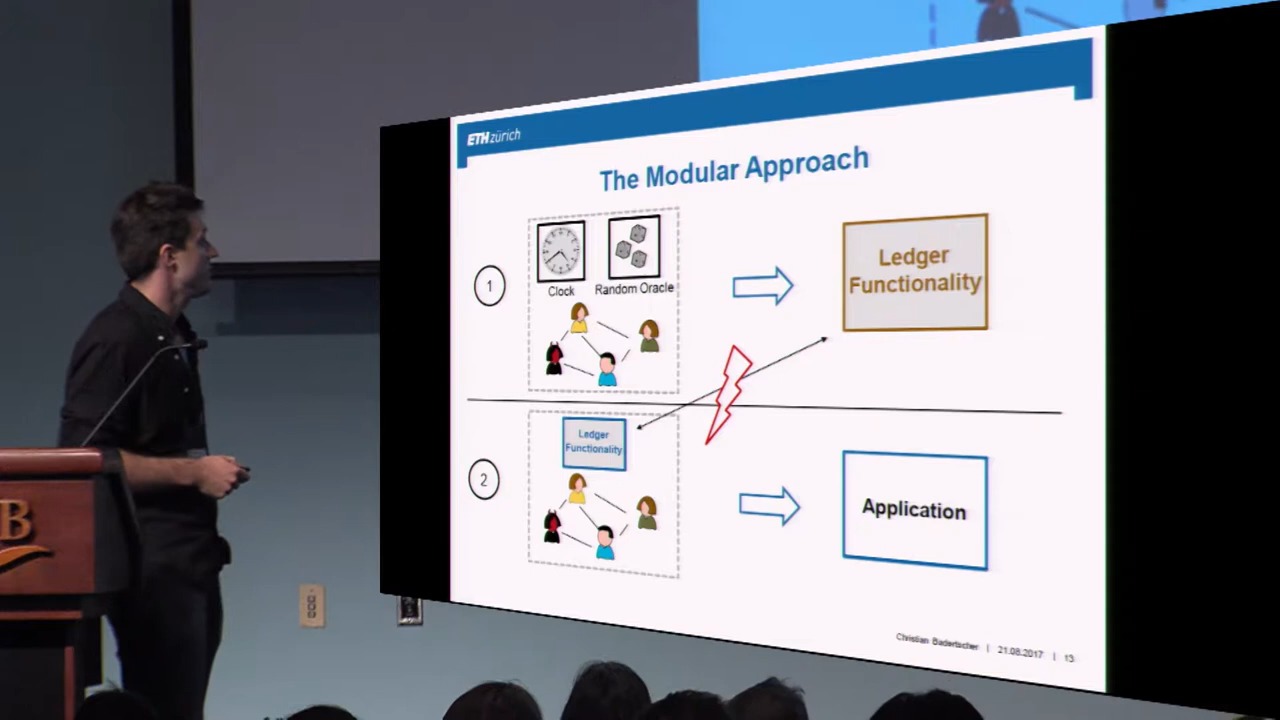 ETH zürich
The Modular Approach
1
Clock
Random Oracle
Ledger
Functionality
2
Ledger
Functionality
Application
Christian Badertscher | 21.08.2017 | 13
B